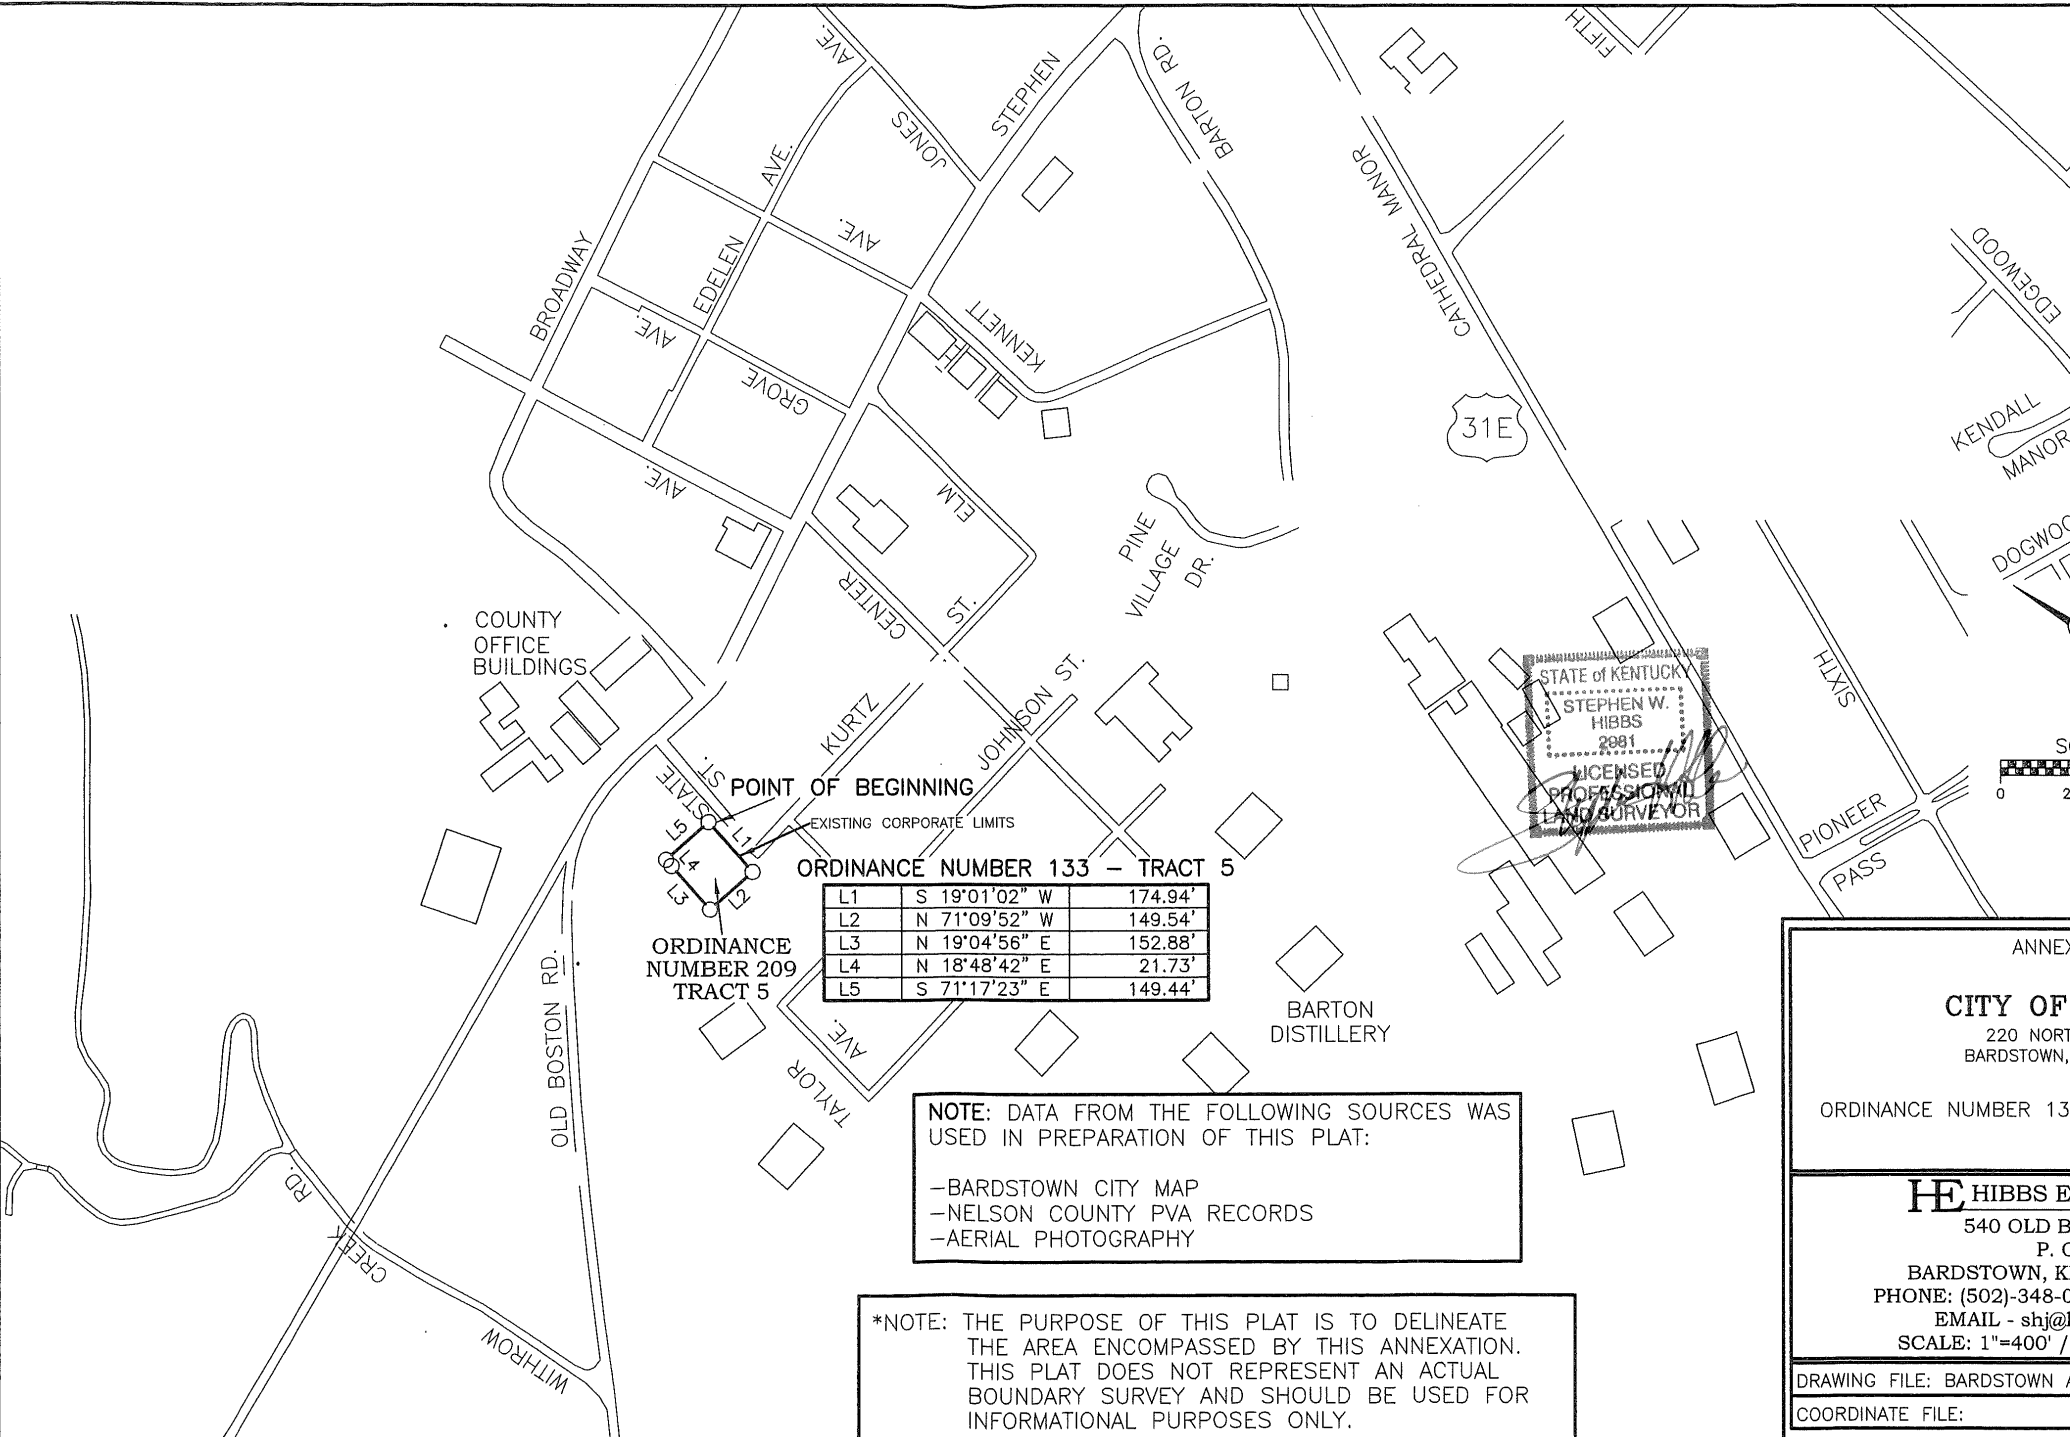 AVE.
JONES
STEPHEN
BARTON RD.
FIFTH
CATHEDRAL MANOR
EDGEWOOD
BROADWAY
EDELEN
AVE.
AVE.
AVE.
GROVE
AVE.
KENNETT
31E
KENDALL
MANOR
ELM
ST.
PINE
VILLAGE
DR.
CENTER
COUNTY
OFFICE
BUILDINGS
KURTZ
JOHNSON ST.
STATE
ST.
SIXTH
PIONEER
PASS
STATE of KENTUCKY
STEPHEN W.
HIBBS
2981
LICENSED
PROFESSIONAL
LAND SURVEYOR
0
POINT OF BEGINNING
EXISTING CORPORATE LIMITS
L5
L1
L4
L3
L2
ORDINANCE NUMBER 133 - TRACT 5
L1 S 19°01'02" W 174.94'
L2 N 71°09'52" W 149.54'
L3 N 19°04'56" E 152.88'
L4 N 18°48'42" E 21.73'
L5 S 71°17'23" E 149.44'
ORDINANCE
NUMBER 209
TRACT 5
OLD BOSTON RD.
TAYLOR
AVE.
BARTON
DISTILLERY
WITHROW
CREEK
RD.
NOTE: DATA FROM THE FOLLOWING SOURCES WAS
USED IN PREPARATION OF THIS PLAT:
-BARDSTOWN CITY MAP
-NELSON COUNTY PVA RECORDS
-AERIAL PHOTOGRAPHY
*NOTE: THE PURPOSE OF THIS PLAT IS TO DELINEATE
THE AREA ENCOMPASSED BY THIS ANNEXATION.
THIS PLAT DOES NOT REPRESENT AN ACTUAL
BOUNDARY SURVEY AND SHOULD BE USED FOR
INFORMATIONAL PURPOSES ONLY.
CITY OF
220
BARDSTOWN,
ORDINANCE NUMBER 13
HE HIBBS E
540 OLD B
P.
BARDSTOWN,
PHONE: (502)-348-
EMAIL - shj@
SCALE: 1"=400' /
DRAWING FILE: BARDSTOWN
COORDINATE FILE: